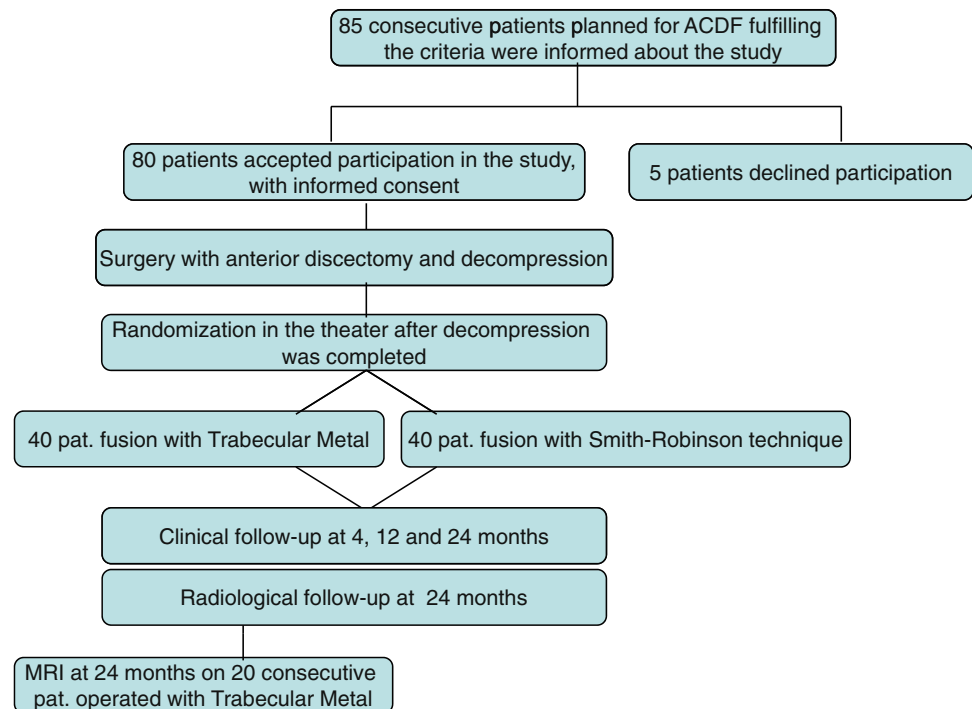 85 consecutive patients planned for ACDF fulfilling
the criteria were informed about the study
80 patients accepted participation in the study,
with informed consent
5 patients declined participation
Surgery with anterior discectomy and decompression
Randomization in the theater after decompression
was completed
40 pat. fusion with Trabecular Metal
40 pat. fusion with Smith-Robinson technique
Clinical follow-up at 4, 12 and 24 months
Radiological follow-up at 24 months
MRI at 24 months on 20 consecutive
pat. operated with Trabecular Metal